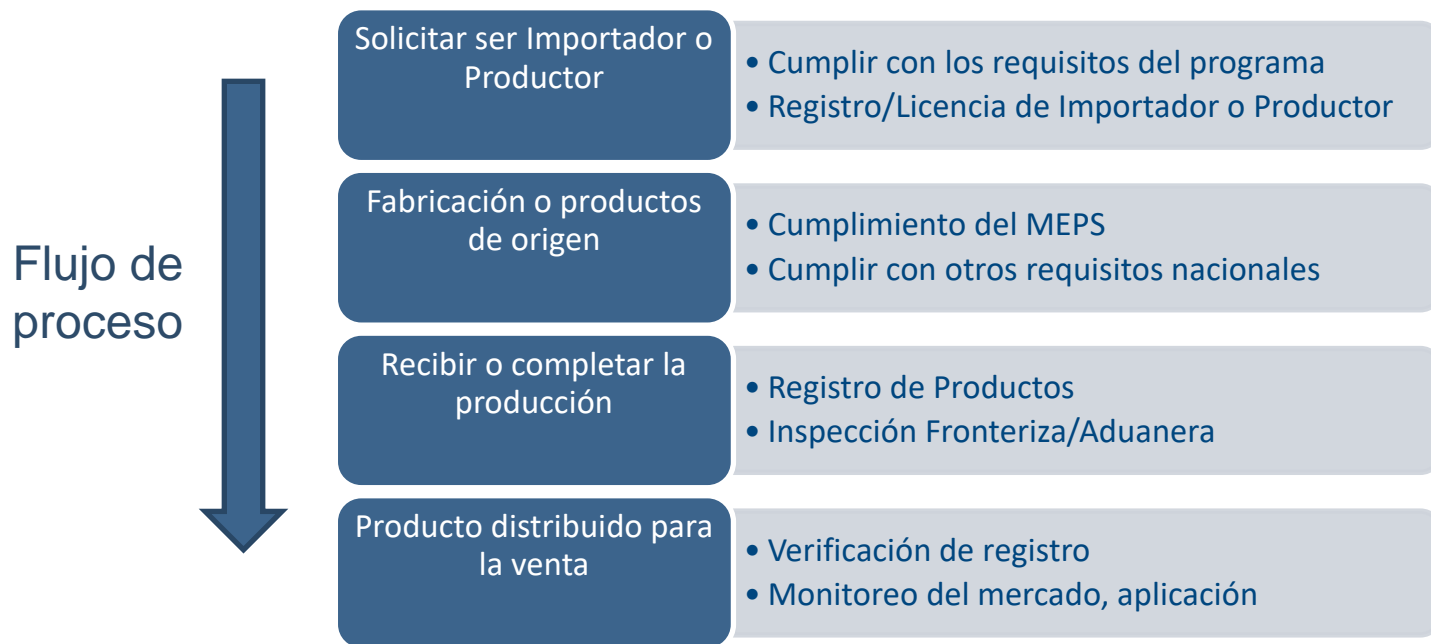 Flujo de
proceso
Solicitar ser Importador o
Productor
• Cumplir con los requisitos del programa
• Registro/Licencia de Importador o Productor
Fabricación o productos
de origen
• Cumplimiento del MEPS
• Cumplir con otros requisitos nacionales
Recibir o completar la
producción
• Registro de Productos
• Inspección Fronteriza/Aduanera
Producto distribuido para
la venta
• Verificación de registro
• Monitoreo del mercado, aplicación